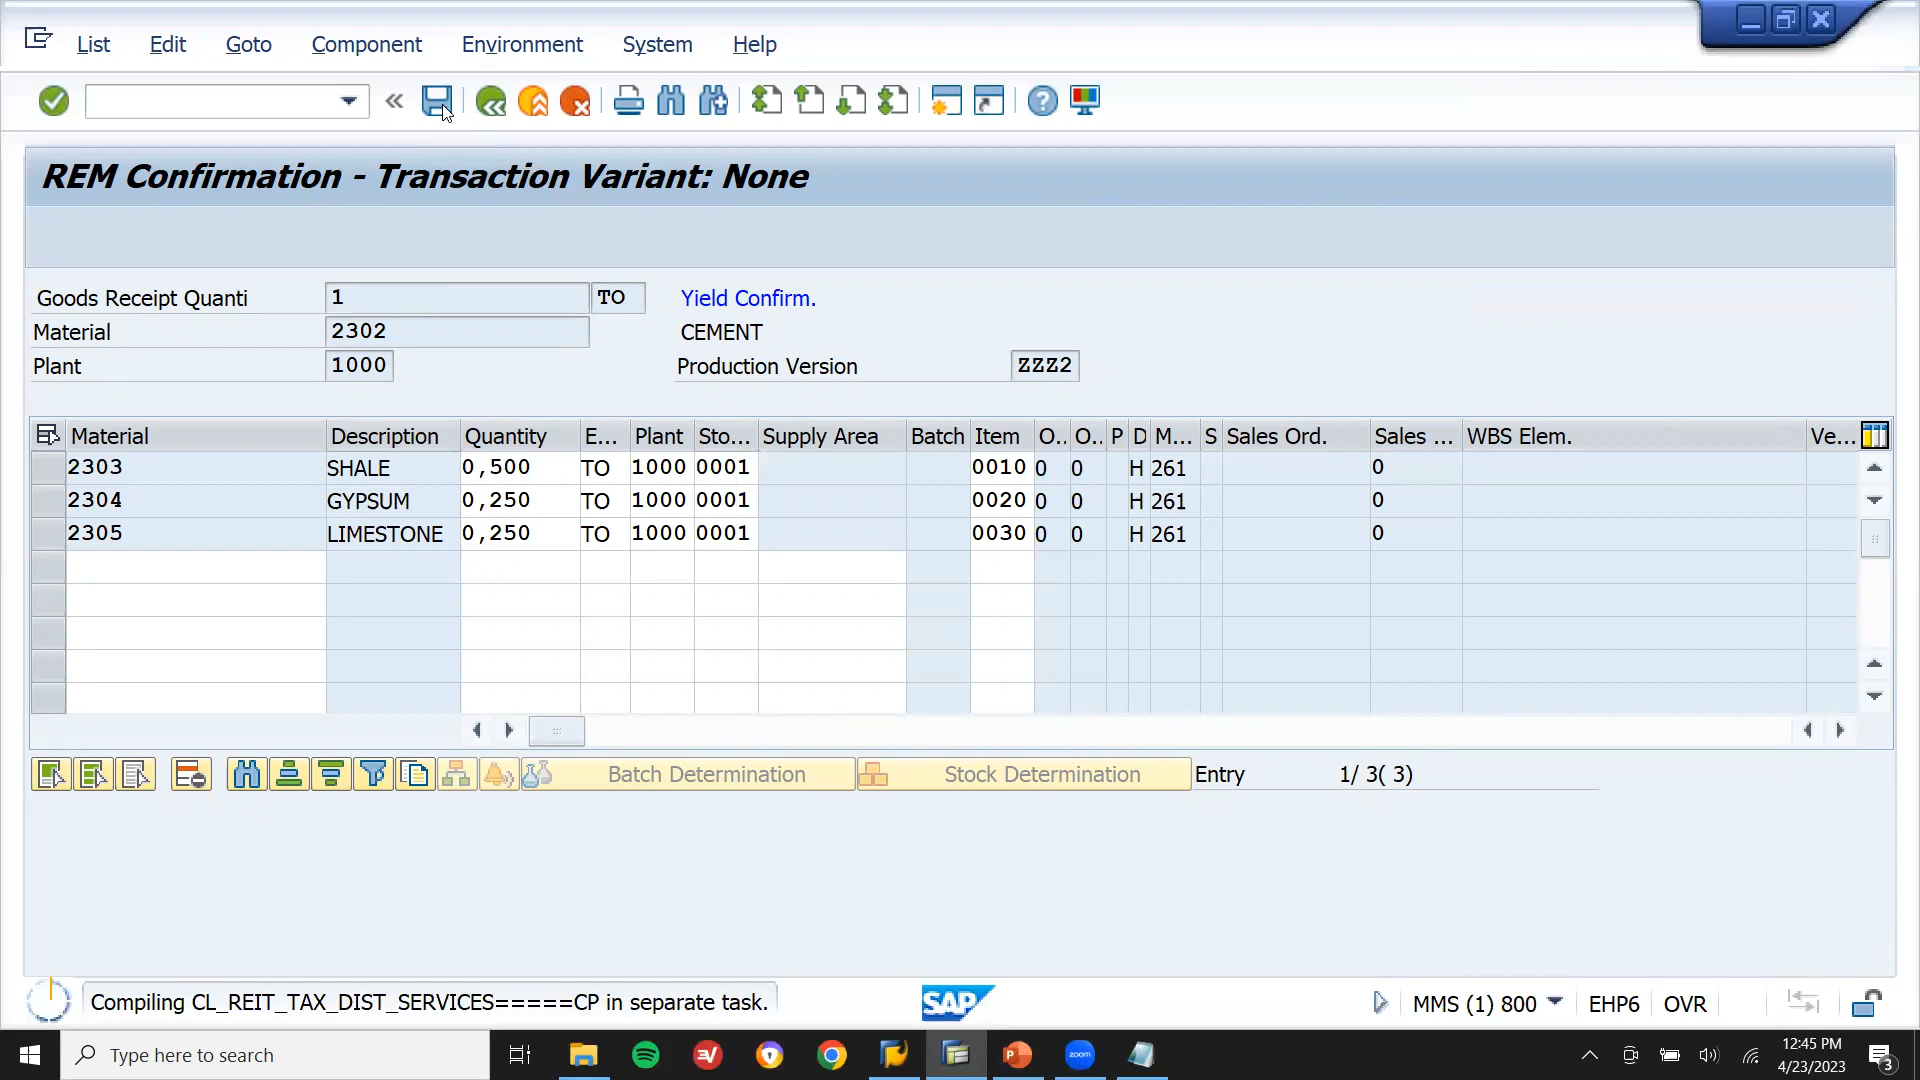 List Edit Goto Component Environment System Help
REM Confirmation - Transaction Variant: None
Goods Receipt Quanti 1 TO Yield Confirm.
Material 2302 CEMENT
Plant 1000 Production Version ZZZ2
Material Description Quantity E... Plant Sto... Supply Area Batch Item O.. O.. P D M... S Sales Ord. Sales ... WBS Elem. Ve...
2303 SHALE 0,500 TO 1000 0001 0010 0 0 H 261 0
2304 GYPSUM 0,250 TO 1000 0001 0020 0 0 H 261
2305 LIMESTONE 0,250 TO 1000 0001 0030 0 0 H 261 0
Batch Determination Stock Determination Entry 1/ 3( 3)
Compiling CL_REIT_TAX_DIST_SERVICES=====CP in separate task. SAP MMS (1) 800 EHP6 OVR
Type here to search EV P zoom 12:45 PM
4/23/2023 3